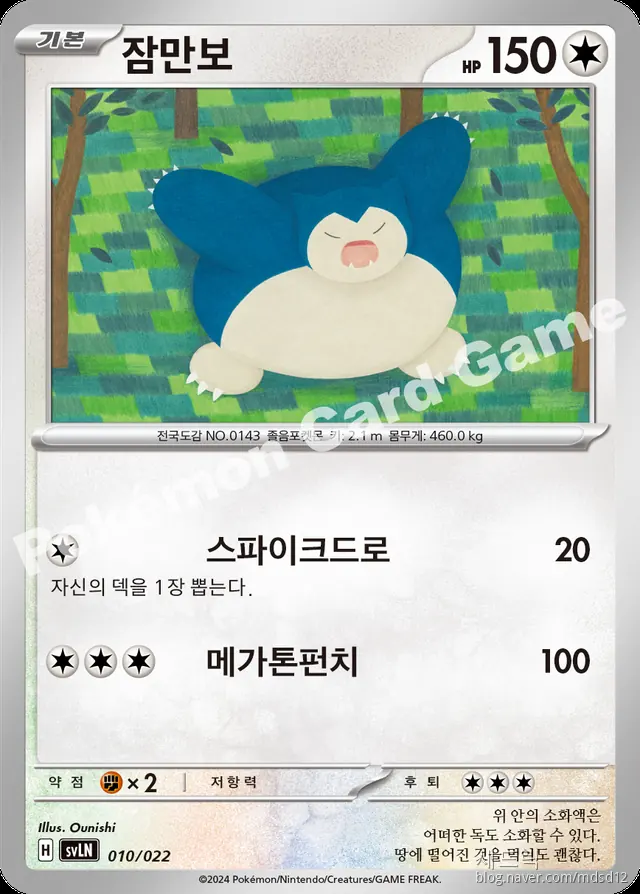 기본
잠만보
HP 150
전국도감 NO.0143 졸음포켓몬 키: 2.1 m 몸무게: 460.0 kg
Pokémon Card Game
스파이크드로 20
자신의 덱을 1장 뽑는다.
메가톤펀치 100
약점 ×2 저항력 후퇴
Illus. Ounishi
H svLN 010/022
위 안의 소화액은
어떠한 독도 소화할 수 있다.
땅에 떨어진 것을 먹어도 괜찮다.
blog.naver.com/mdsd12
©2024 Pokémon/Nintendo/Creatures/GAME FREAK.